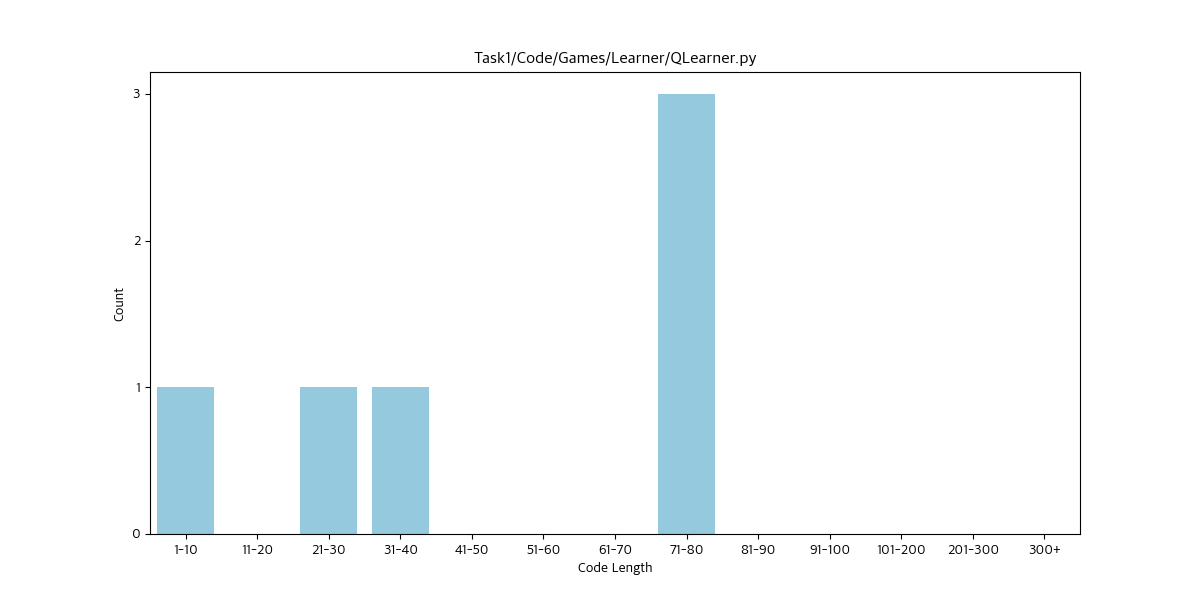 Task1/Code/Games/Learner/QLearner.py
3
2
1
0
Count
1-10 11-20 21-30 31-40 41-50 51-60 61-70 71-80 81-90 91-100 101-200 201-300 300+
Code Length